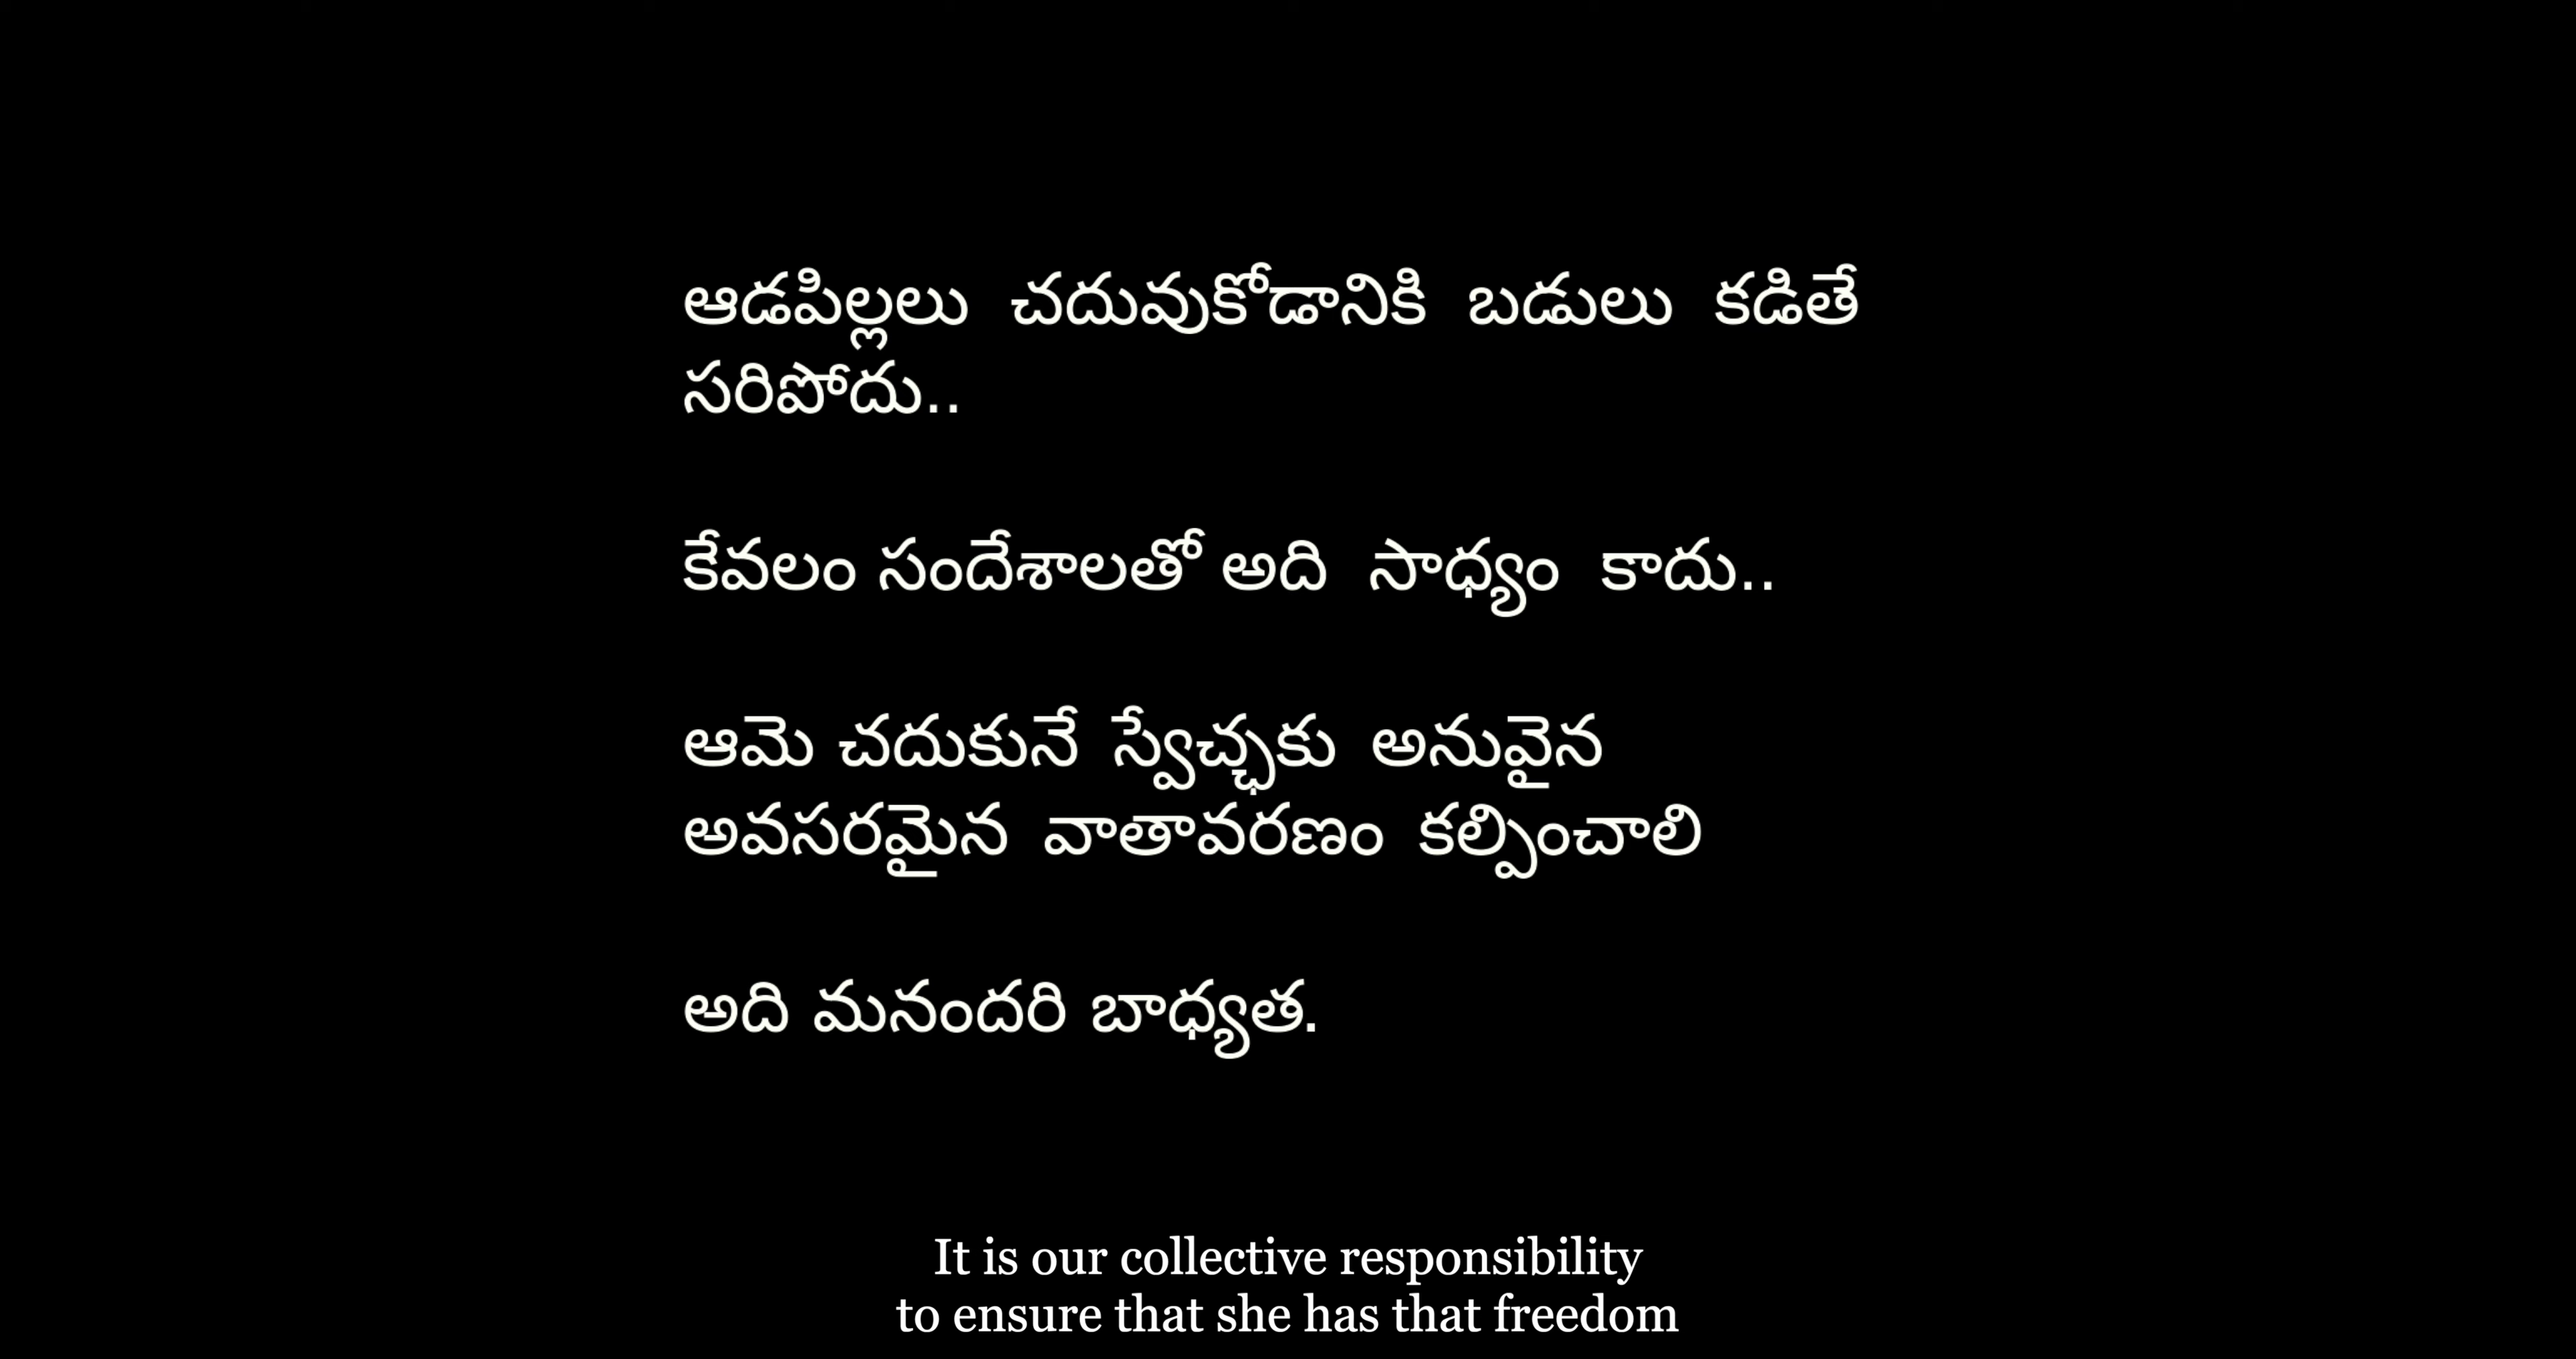 ఆడపిల్లలు చదువుకోడానికి బడులు కడితే
సరిపోదు..
కేవలం సందేశాలతో అది సాధ్యం కాదు..
ఆమె చదుకునే స్వేచ్ఛకు అనువైన
అవసరమైన వాతావరణం కల్పించాలి
అది మనందరి బాధ్యత.
It is our collective responsibility
to ensure that she has that freedom